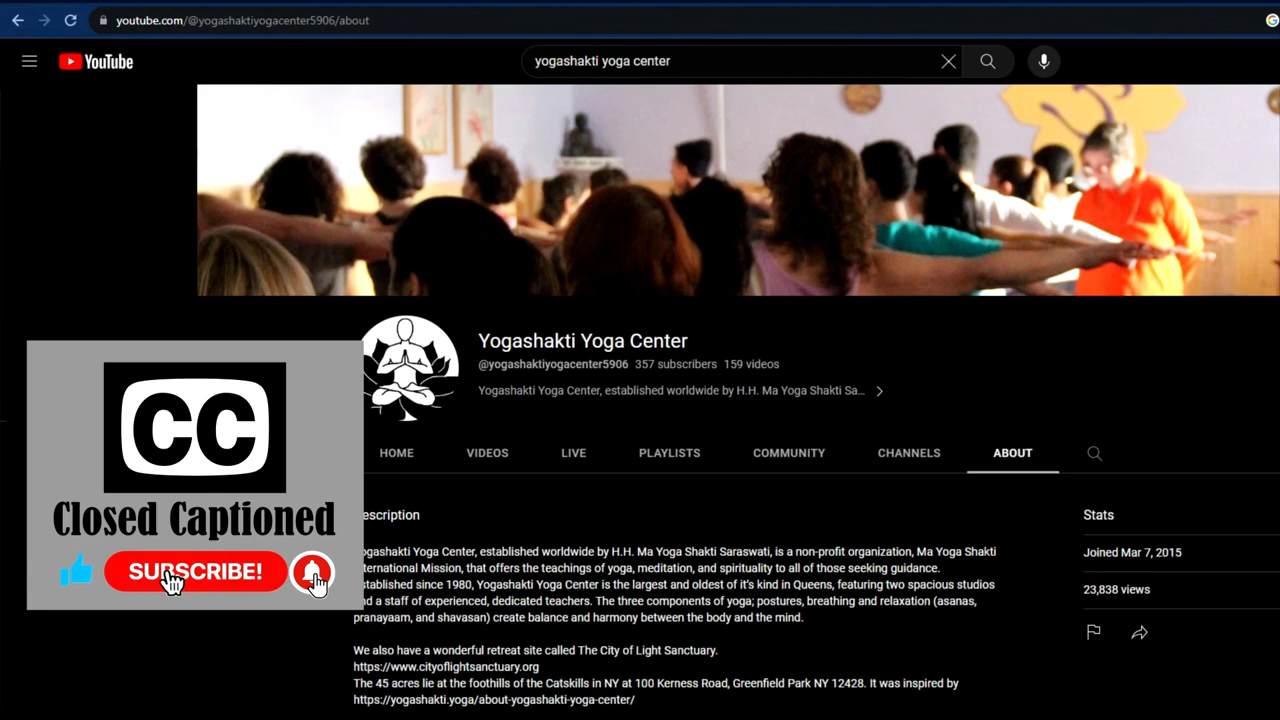 youtube.com/@yogashaktiyogacenter5906/about
YouTube
yogashakti yoga center
Yogashakti Yoga Center
@yogashaktiyogacenter5906 357 subscribers 159 videos
Yogashakti Yoga Center, established worldwide by H.H. Ma Yoga Shakti Sa...
HOME VIDEOS LIVE PLAYLISTS COMMUNITY CHANNELS ABOUT
CC
Closed Captioned
SUBSCRIBE!
escription
ogashakti Yoga Center, established worldwide by H.H. Ma Yoga Shakti Saraswati, is a non-profit organization, Ma Yoga Shakti
ternational Mission, that offers the teachings of yoga, meditation, and spirituality to all of those seeking guidance.
stablished since 1980, Yogashakti Yoga Center is the largest and oldest of it's kind in Queens, featuring two spacious studios
nd a staff of experienced, dedicated teachers. The three components of yoga; postures, breathing and relaxation (asanas,
pranayaam, and shavasan) create balance and harmony between the body and the mind.
We also have a wonderful retreat site called The City of Light Sanctuary.
https://www.cityoflightsanctuary.org
The 45 acres lie at the foothills of the Catskills in NY at 100 Kerness Road, Greenfield Park NY 12428. It was inspired by
https://yogashakti.yoga/about-yogashakti-yoga-center/
Stats
Joined Mar 7, 2015
23,838 views